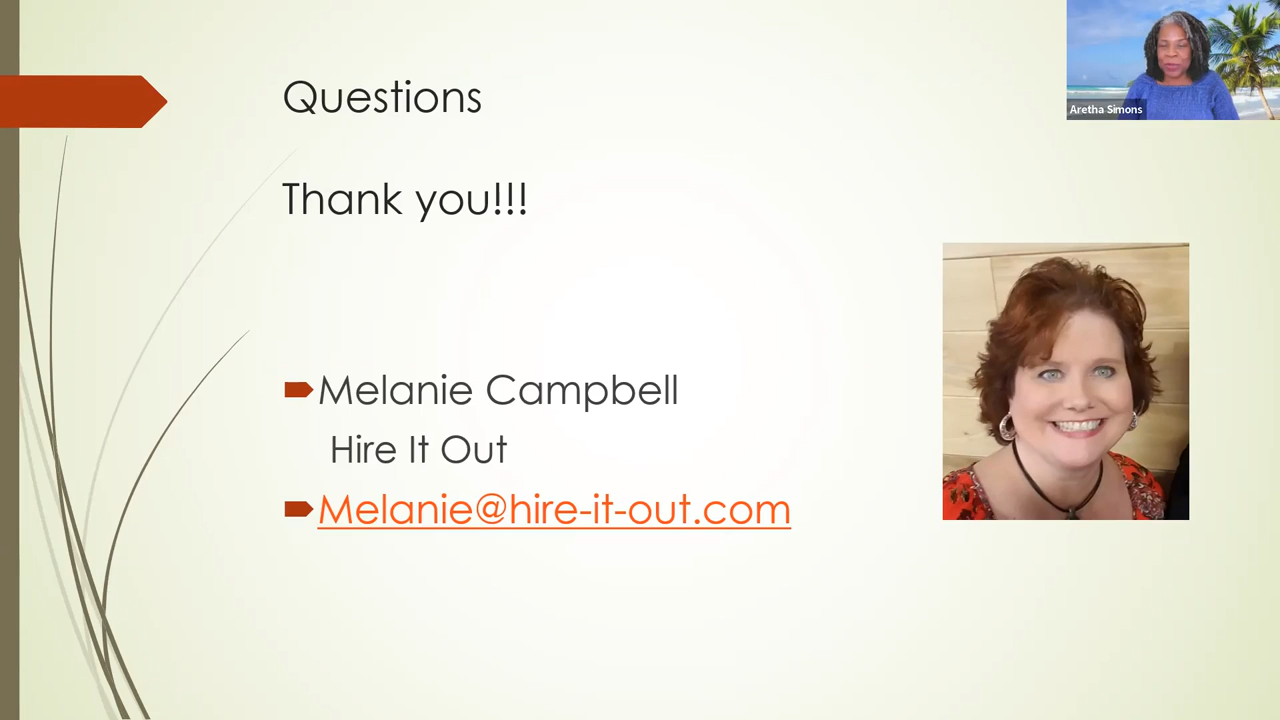 Questions
Thank you!!!
Melanie Campbell
Hire It Out
Melanie@hire-it-out.com
Aretha Simons